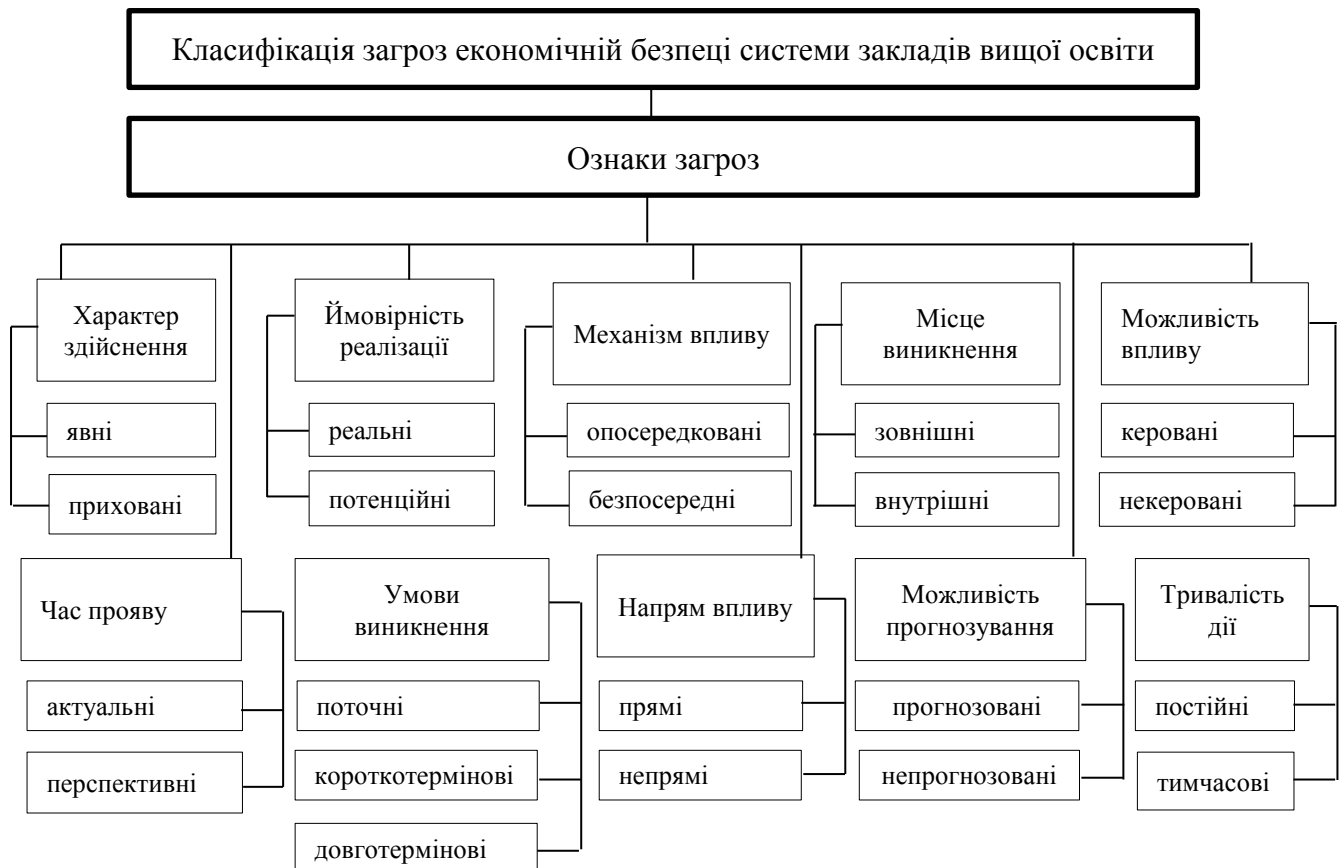 Класифікація загроз економічній безпеці системи закладів вищої освіти
Ознаки загроз
Характер
здійснення
явні
приховані
Ймовірність
реалізації
реальні
потенційні
Механізм впливу
опосередковані
безпосередні
Місце
виникнення
зовнішні
внутрішні
Можливість
впливу
керовані
некеровані
Час прояву
актуальні
перспективні
Умови
виникнення
поточні
короткотермінові
довготермінові
Напрям впливу
прямі
непрямі
Можливість
прогнозування
прогнозовані
непрогнозовані
Тривалість
дії
постійні
тимчасові